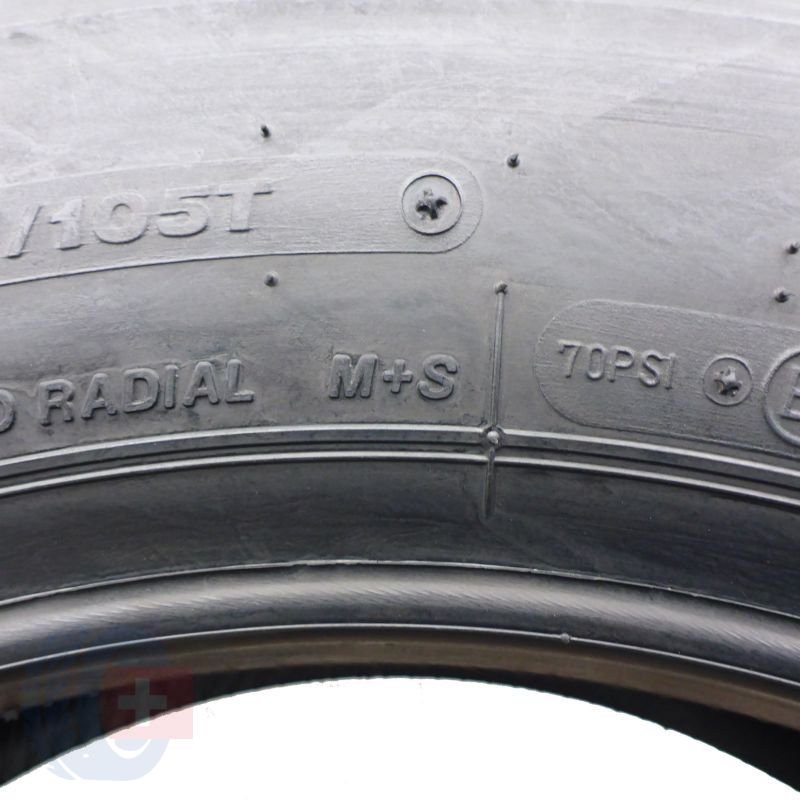 /105T
RADIAL M+S
70PSI